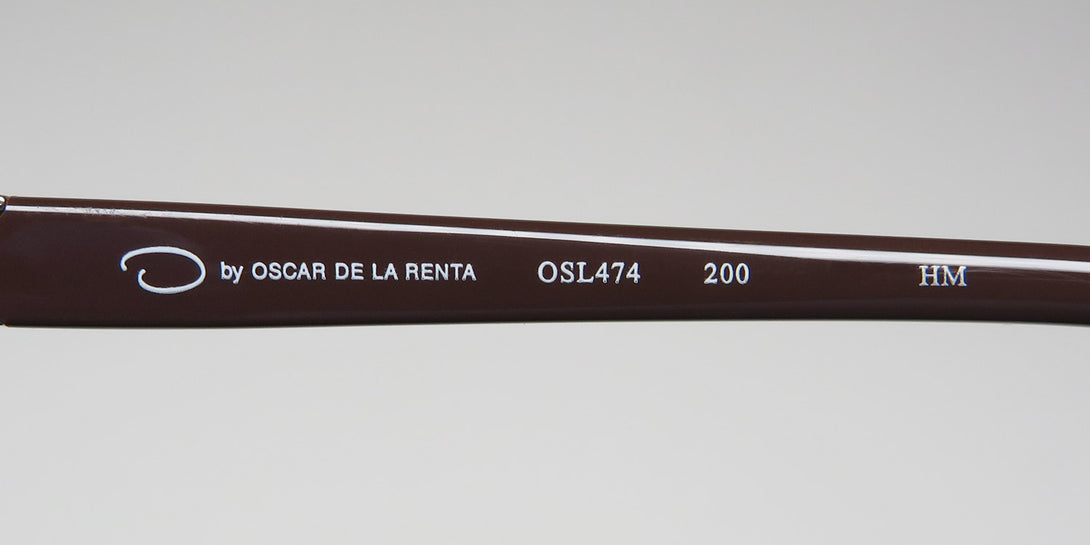 O by OSCAR DE LA RENTA OSL474 200 HM